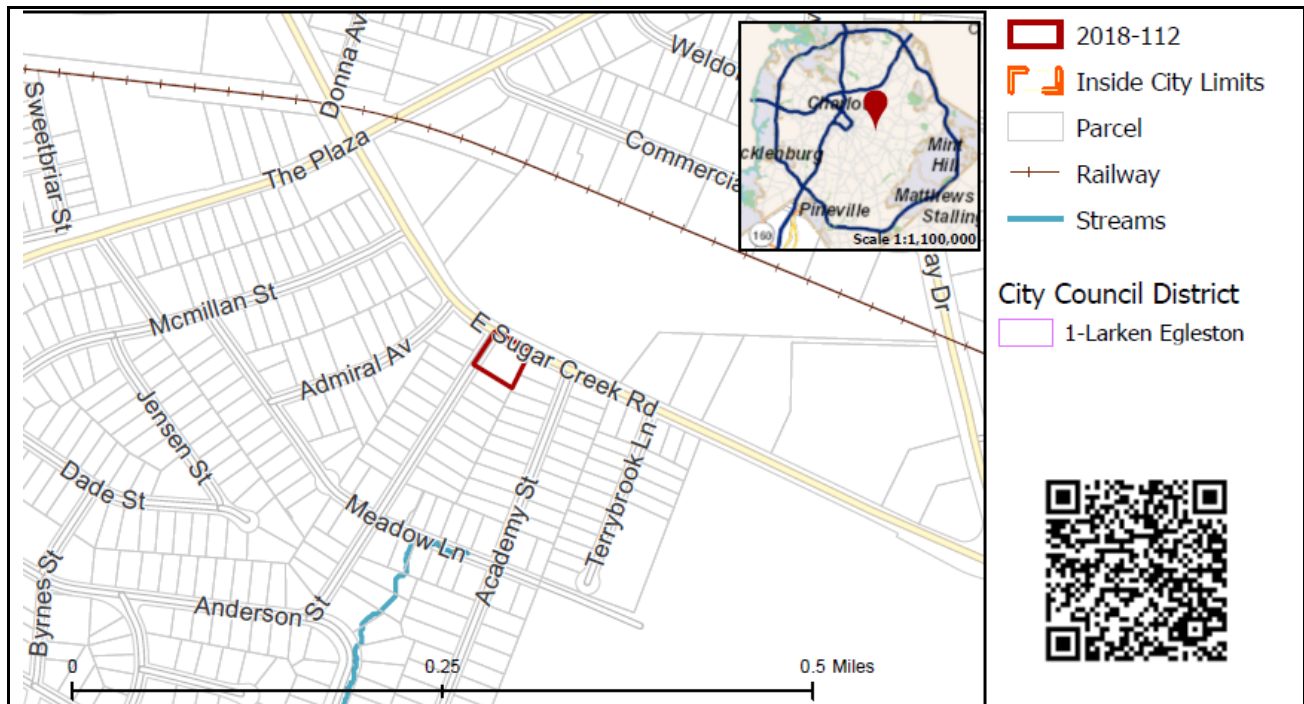 Donna Av
Weldo
Sweetbriar St
The Plaza
Commercia
ay Dr
Mcmillan St
Admiral Av
E Sugar Creek Rd
Jensen St
Dade St
Meadow Ln
Academy St
Terrybrook Ln
Byrnes St
Anderson St
0
0.25
0.5 Miles
Charlo
cklenburg
Mint
Hill
Matthews
Pineville
Stalling
160
Scale 1:1,100,000
2018-112
Inside City Limits
Parcel
Railway
Streams
City Council District
1-Larken Egleston